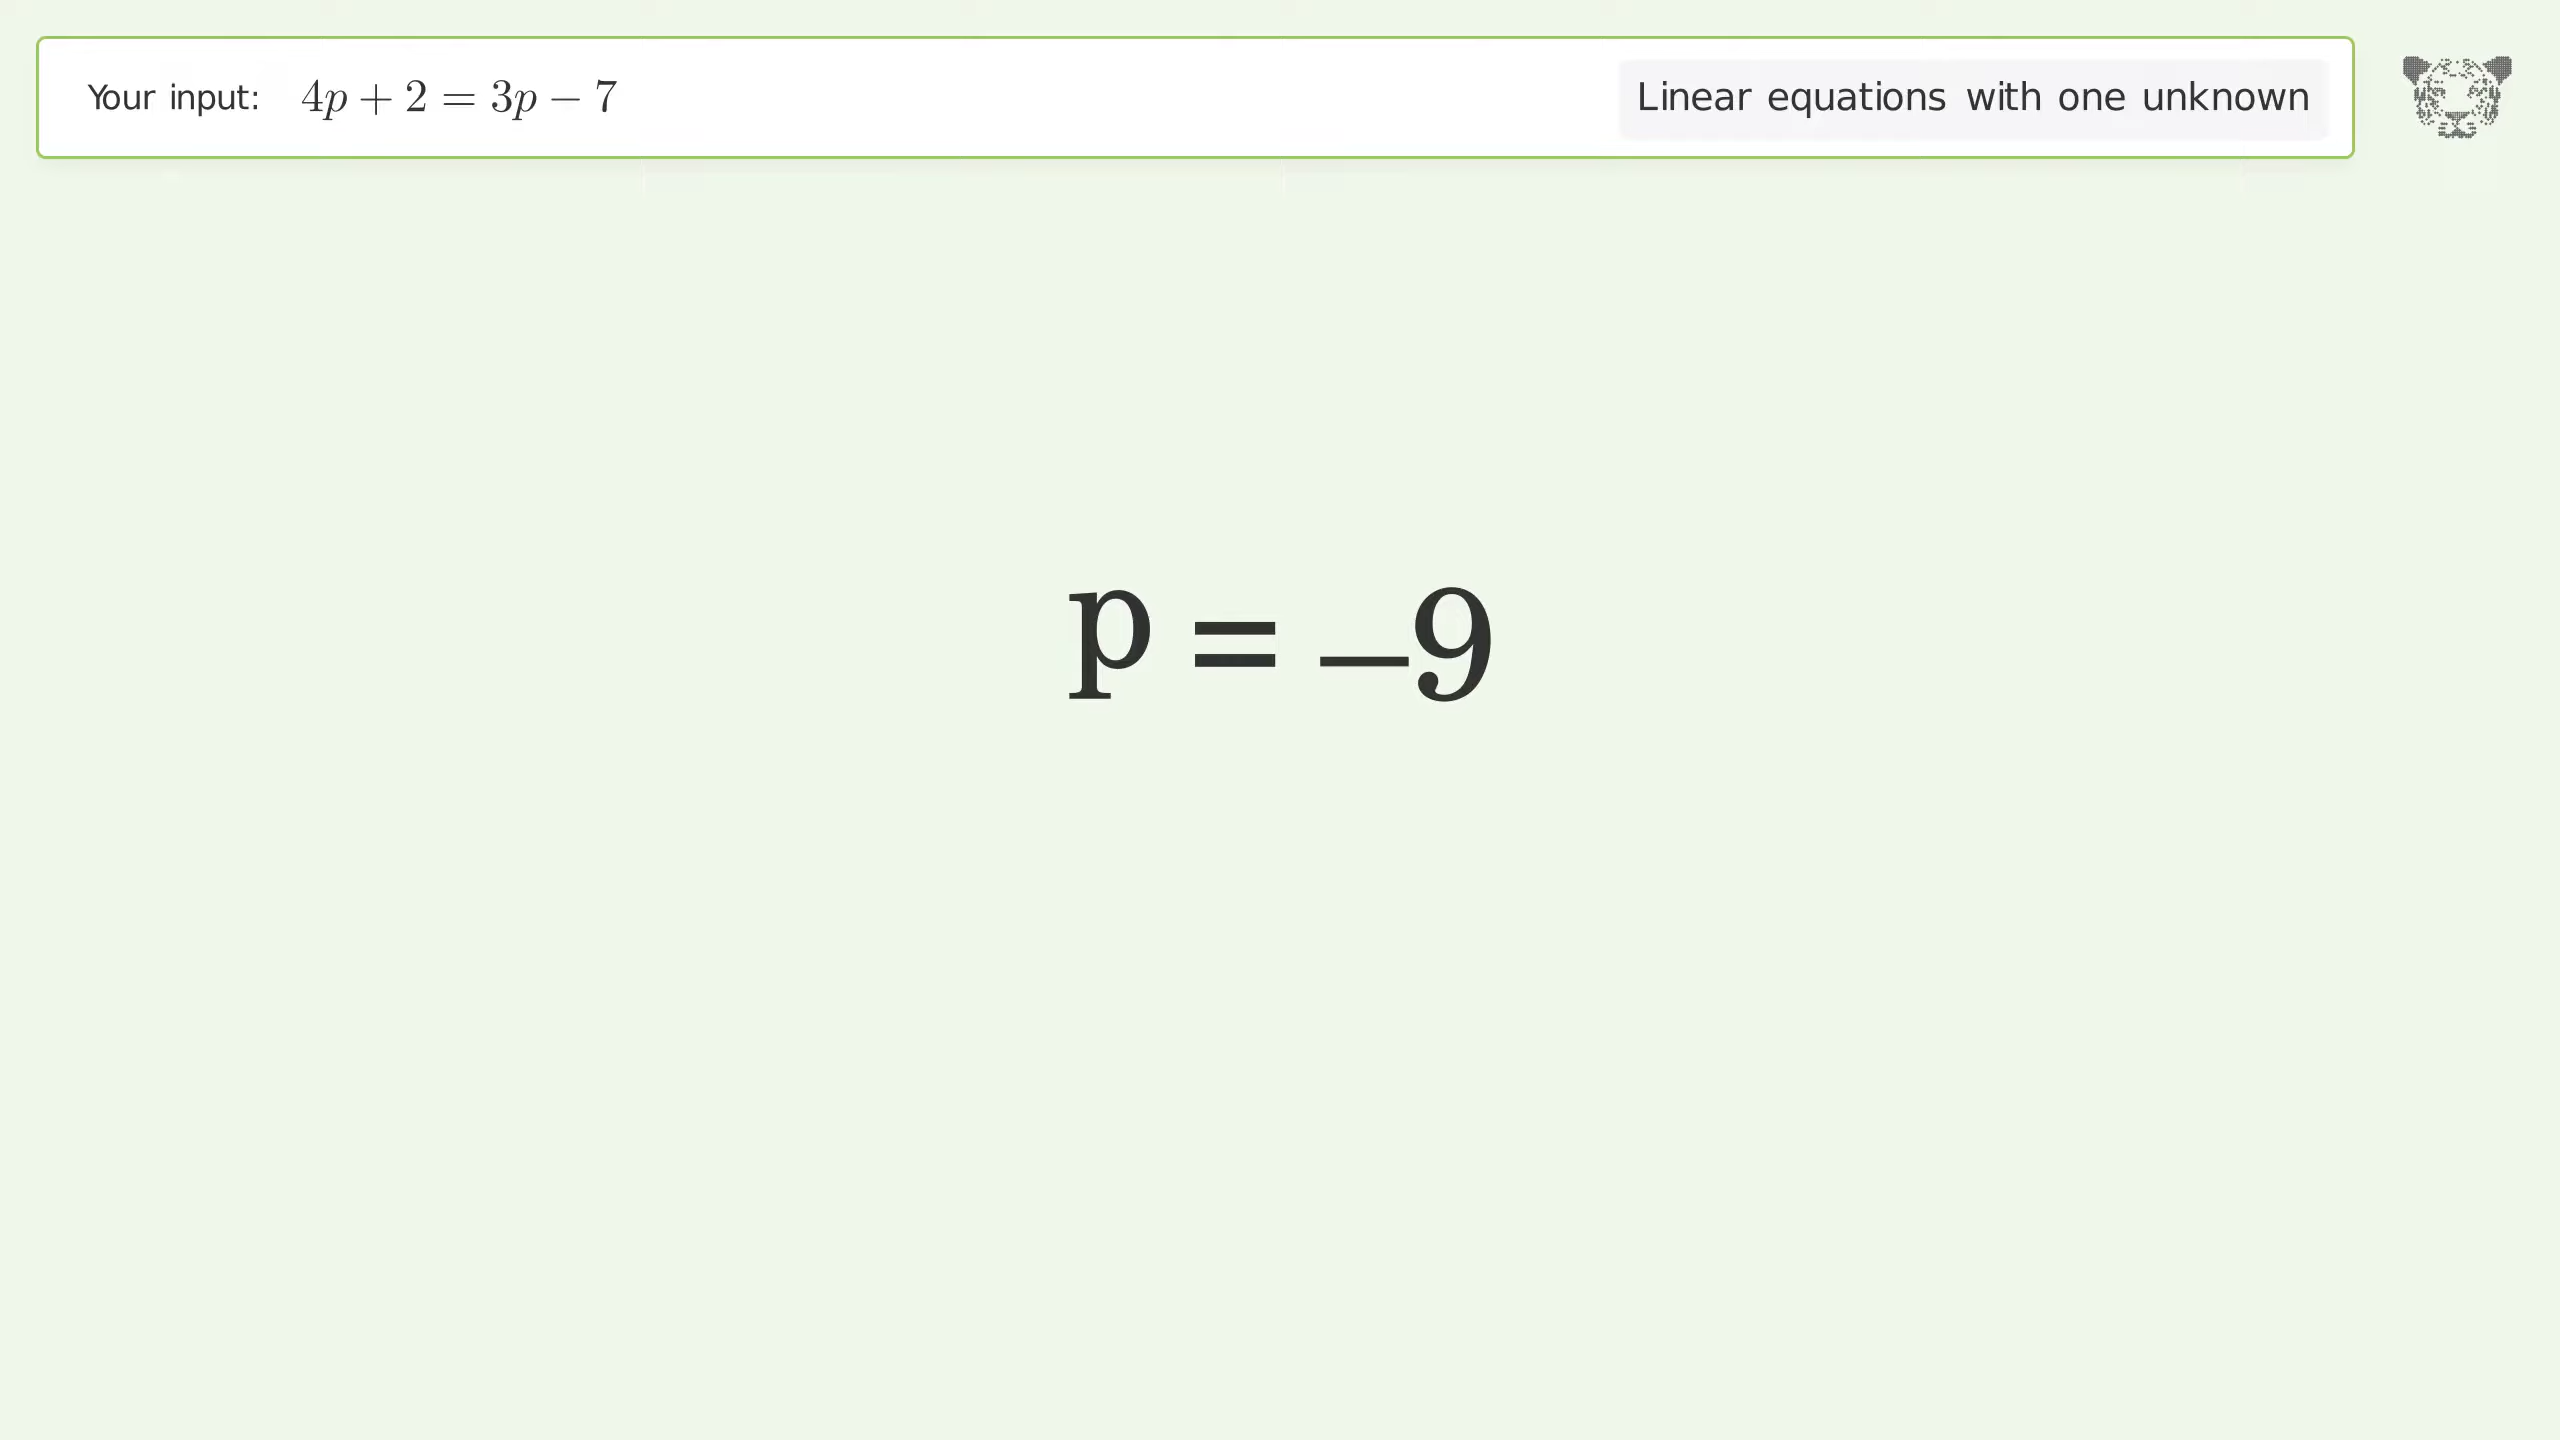 Your input: 4p + 2 = 3p − 7
Linear equations with one unknown
p = −9